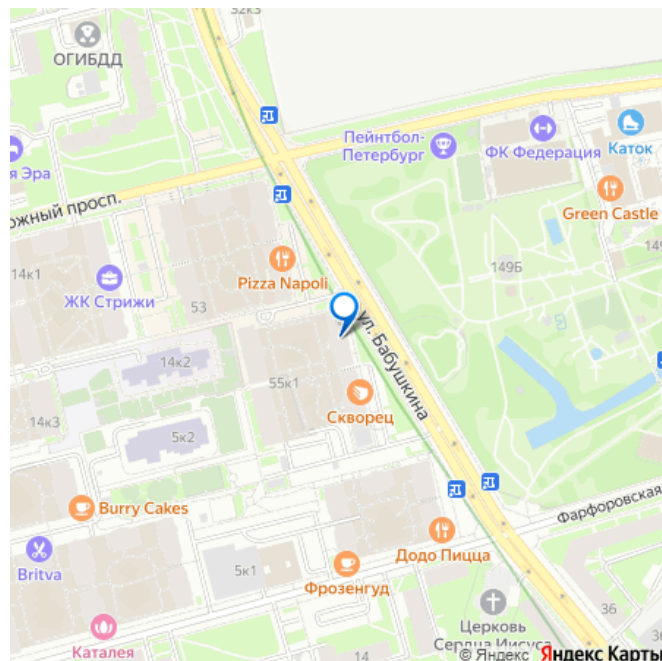 32к3
ОГИБДД
я Эра
Пейнтбол-
Петербург
ФК Федерация
Каток
Green Castle
ожный просп.
14к1
ЖК Стрижи
Pizza Napoli
53
149Б
149
14к2
ул. Бабушкина
55к1
14к3
5к2
Скворец
Burry Cakes
Фарфоровская
Britva
5к1
Додо Пицца
Фрозенгуд
36
Каталея
Церковь
Сердца Иисуса
36
© Яндекс Яндекс Карты